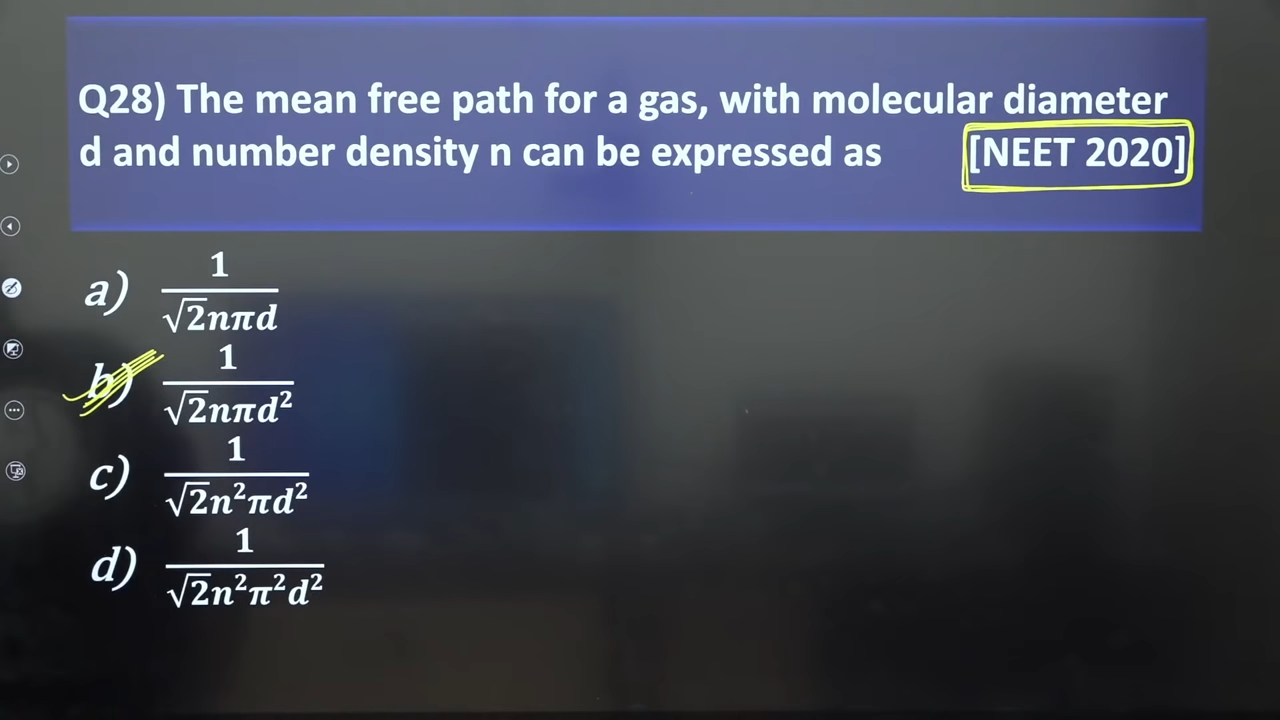 Q28) The mean free path for a gas, with molecular diameter
d and number density n can be expressed as [NEET 2020]
a) 1/(√2nπd)
b) 1/(√2nπd²)
c) 1/(√2n²πd²)
d) 1/(√2n²π²d²)